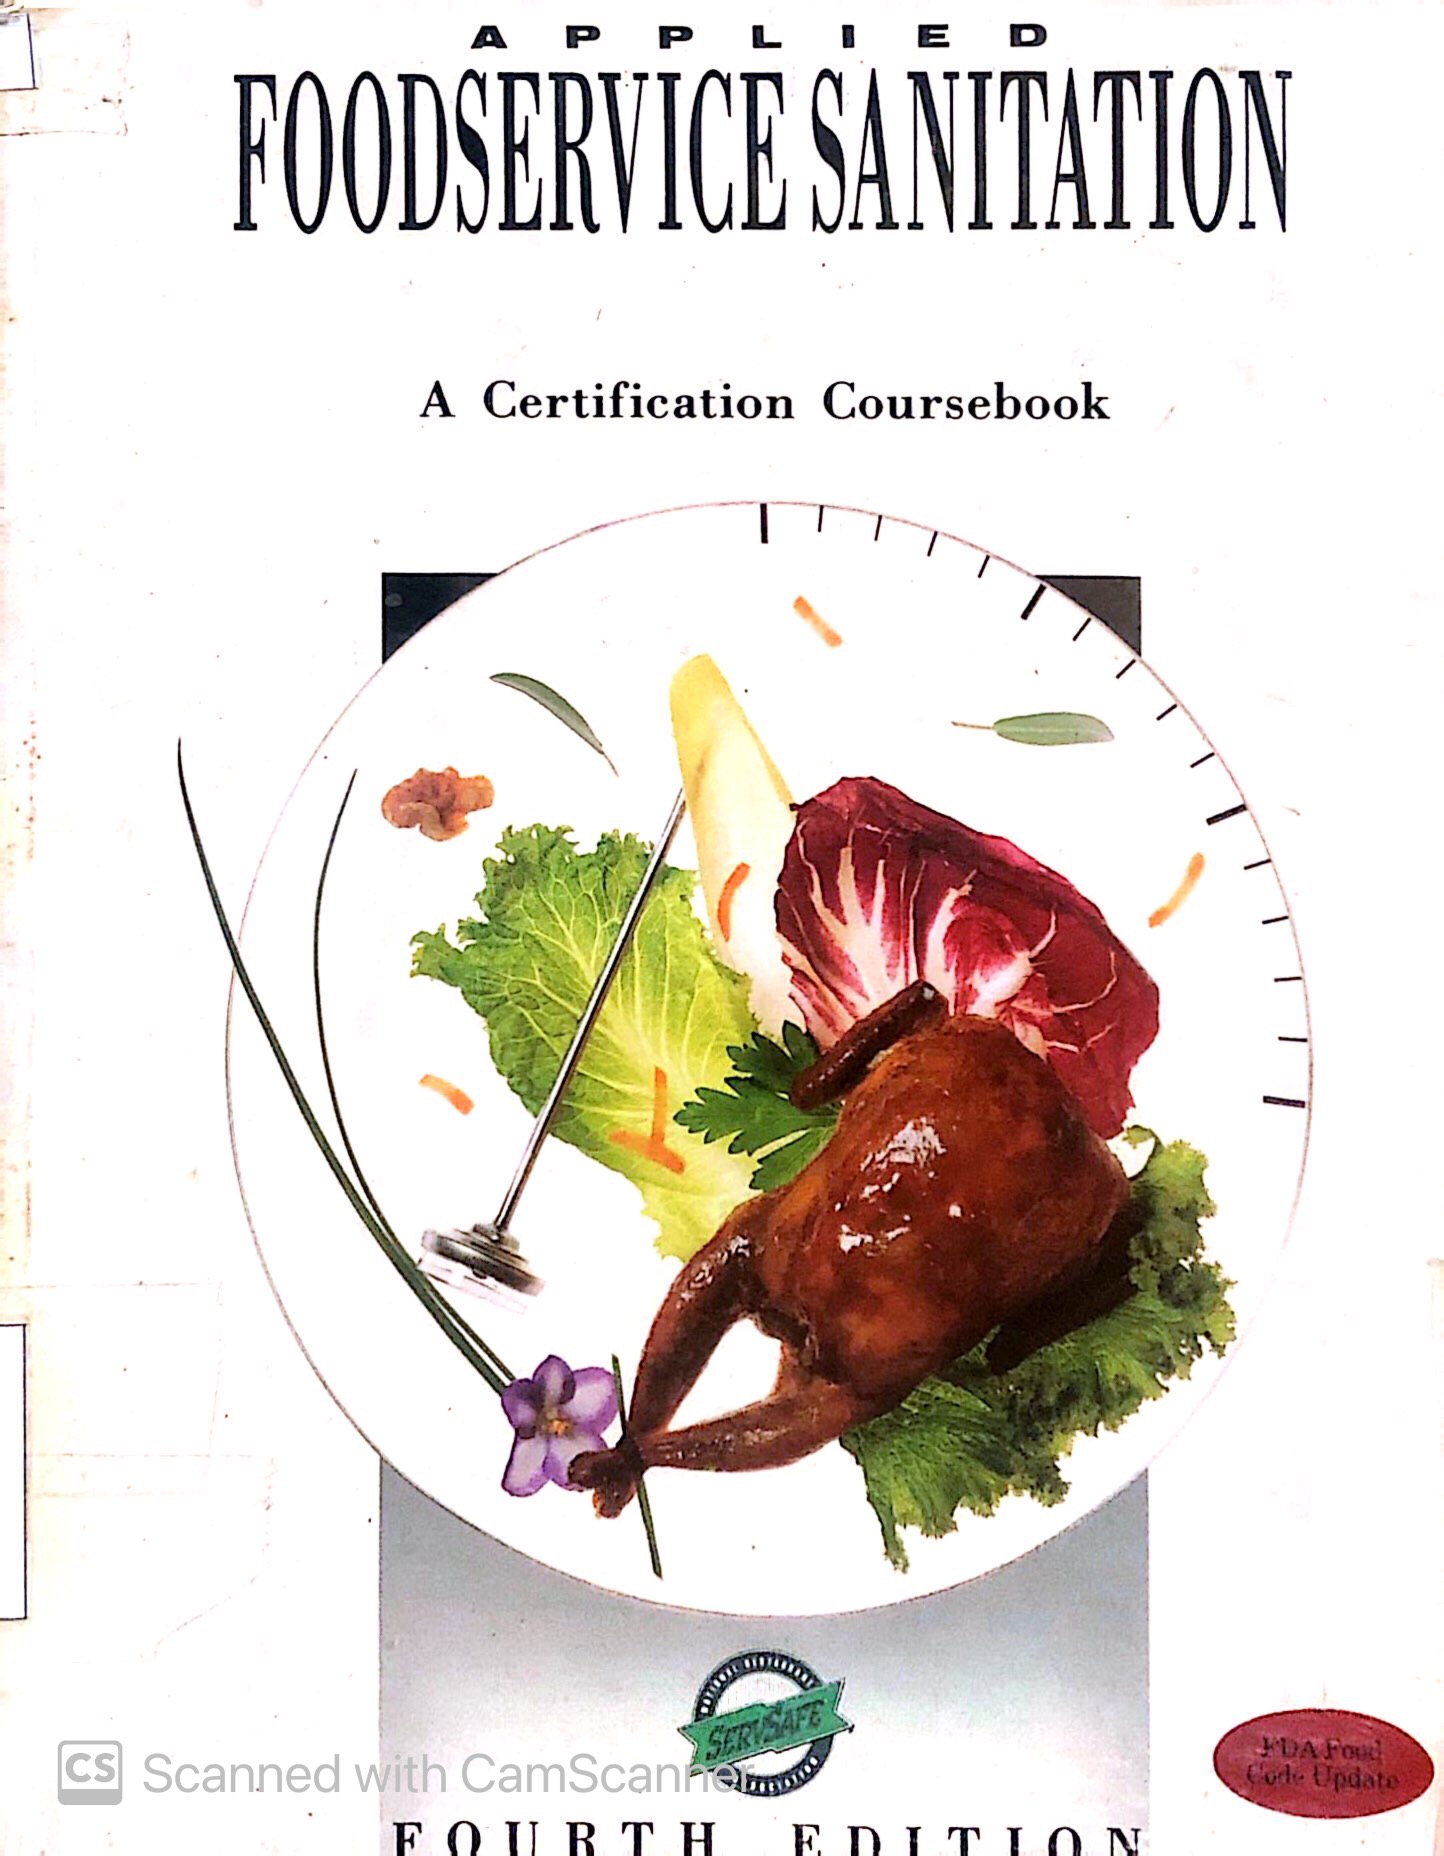 APPLIED
FOODSERVICE SANITATION
A Certification Coursebook
SERVSAFE
FDA Food
Code Update
CS Scanned with CamScanner
FOURTH EDITION